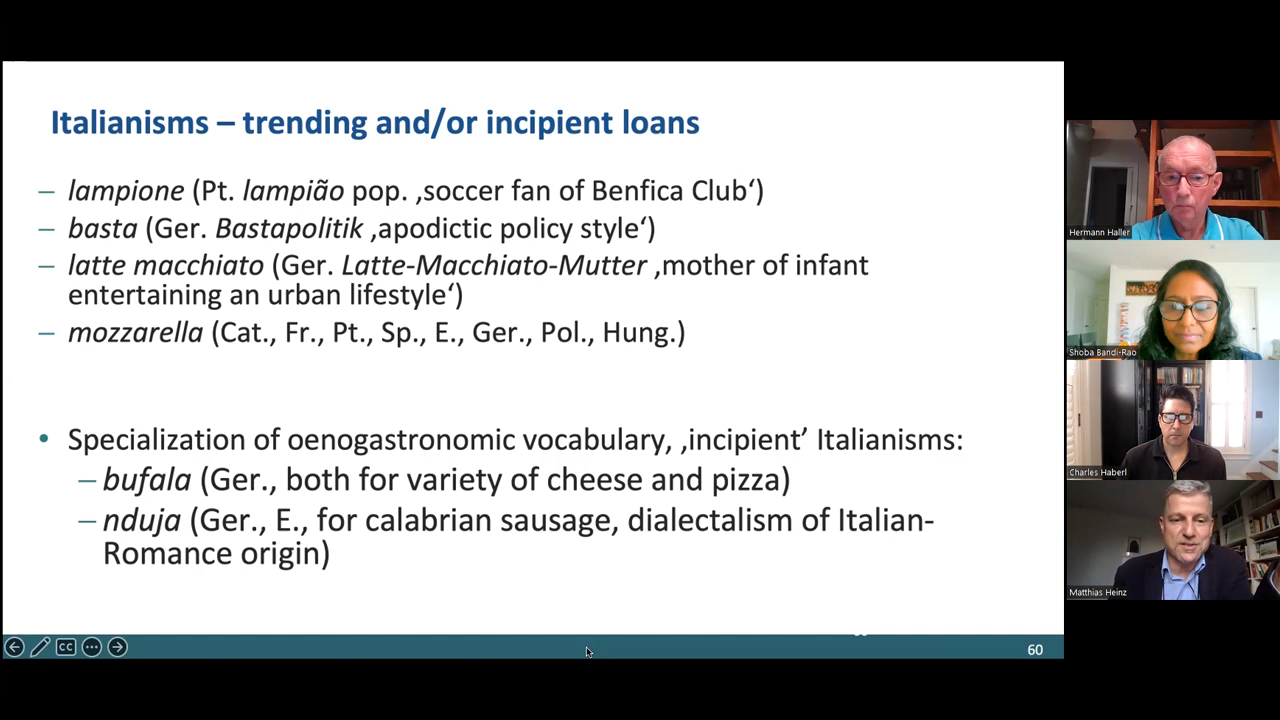 Italianisms – trending and/or incipient loans
– lampione (Pt. lampião pop. ‚soccer fan of Benfica Club‘)
– basta (Ger. Bastapolitik ‚apodictic policy style‘)
– latte macchiato (Ger. Latte-Macchiato-Mutter ‚mother of infant
entertaining an urban lifestyle‘)
– mozzarella (Cat., Fr., Pt., Sp., E., Ger., Pol., Hung.)
• Specialization of oenogastronomic vocabulary, ‚incipient’ Italianisms:
– bufala (Ger., both for variety of cheese and pizza)
– nduja (Ger., E., for calabrian sausage, dialectalism of Italian-
Romance origin)
CC
60
Hermann Haller
Shoba Bandi-Rao
Charles Häberl
Matthias Heinz